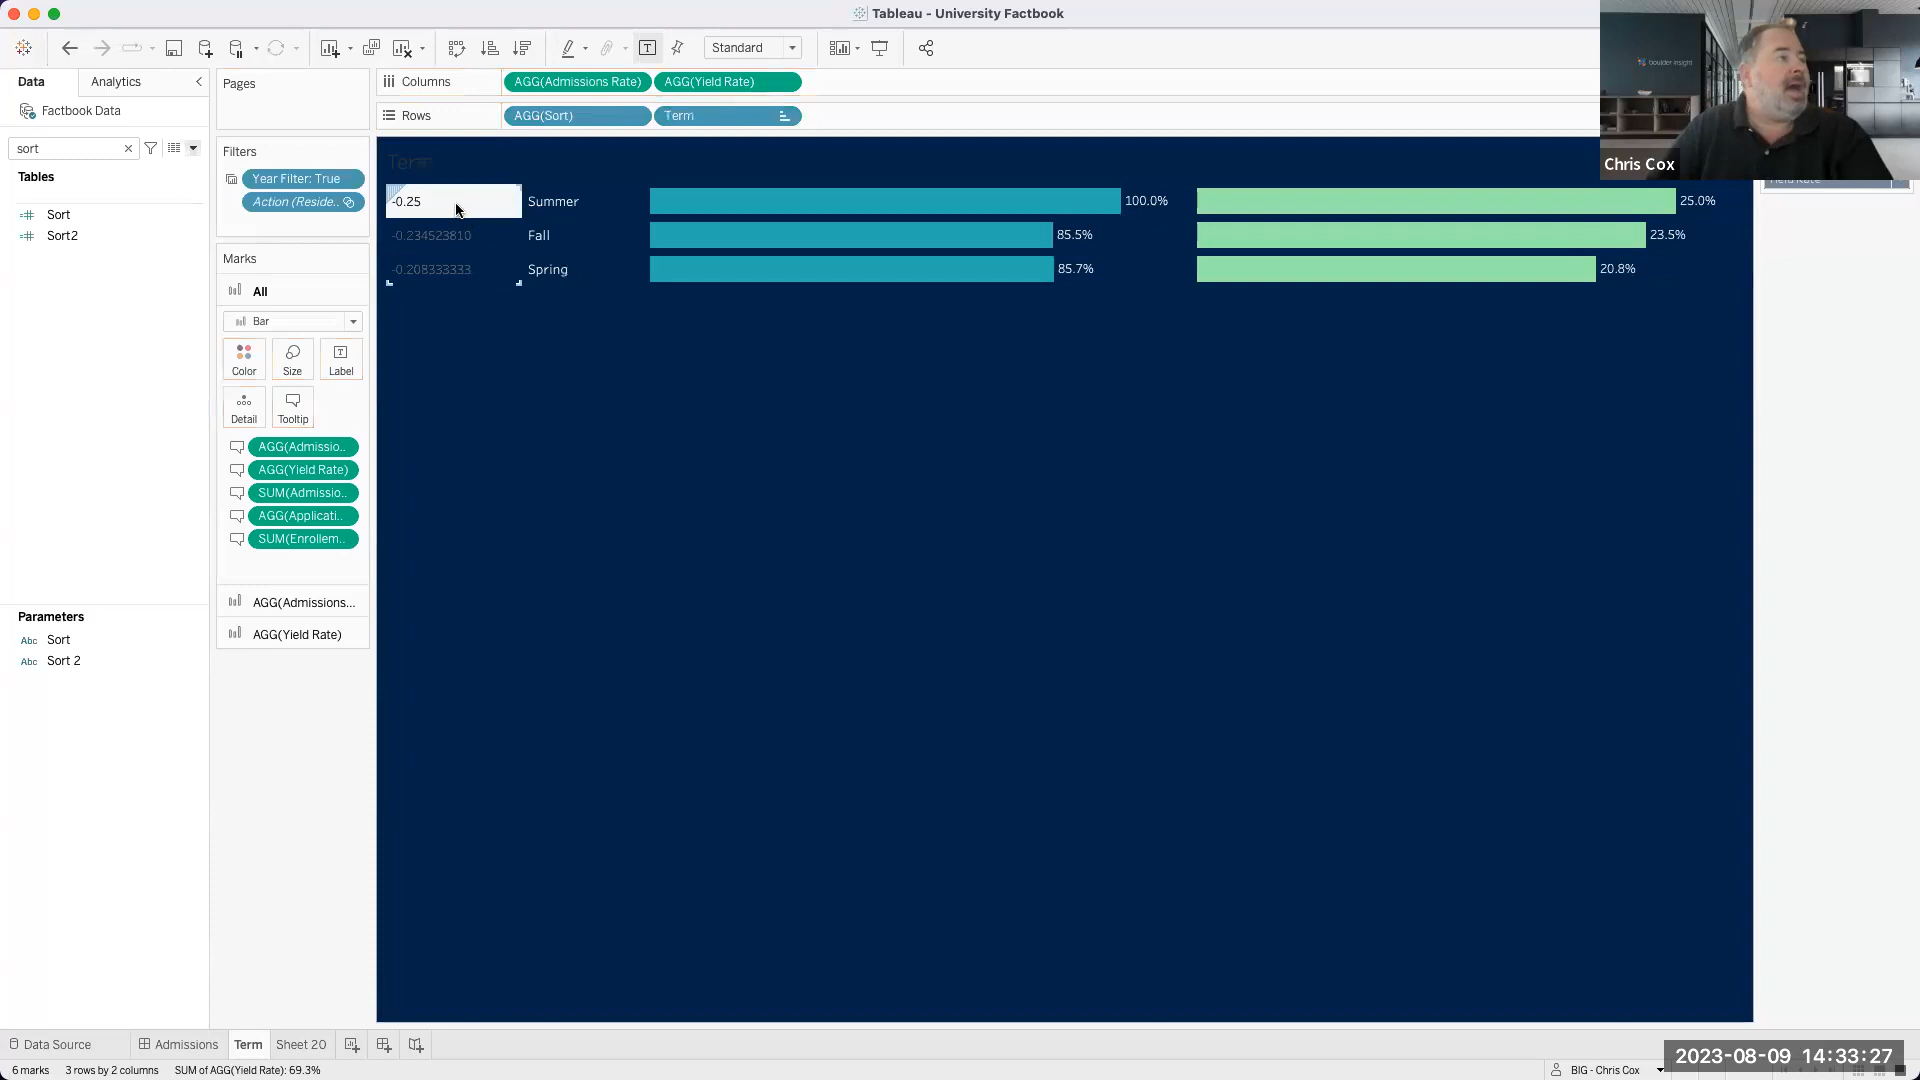 Tableau - University Factbook
Standard
Data
Analytics
Pages
Columns
AGG(Admissions Rate)
AGG(Yield Rate)
Rows
AGG(Sort)
Term
Factbook Data
sort
Tables
Sort
Sort2
Filters
Year Filter: True
Action (Reside..
Marks
All
Bar
Color
Size
Label
Detail
Tooltip
AGG(Admissio..
AGG(Yield Rate)
SUM(Admissio..
AGG(Applicati..
SUM(Enrollem..
AGG(Admissions...
AGG(Yield Rate)
Parameters
Abc Sort
Abc Sort 2
Term
-0.25 Summer 100.0% 25.0%
-0.234523810 Fall 85.5% 23.5%
-0.208333333 Spring 85.7% 20.8%
boulder insight
Chris Cox
Data Source
Admissions
Term
Sheet 20
6 marks
3 rows by 2 columns
SUM of AGG(Yield Rate): 69.3%
BIG - Chris Cox
2023-08-09 14:33:27